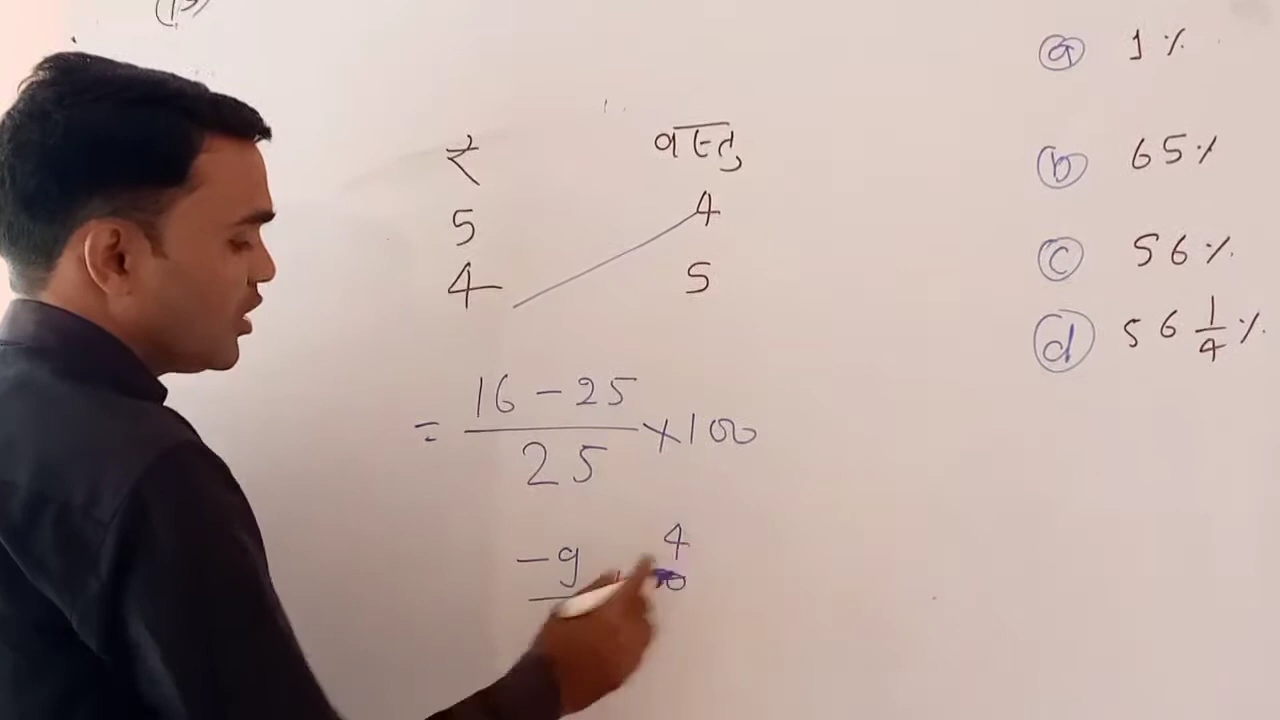 ₹ वस्तु
5 4
4 5
= 16 - 25 / 25 × 100
- 9 4
a 1 %
b 65 %
c 56 %
d 56 1/4 %